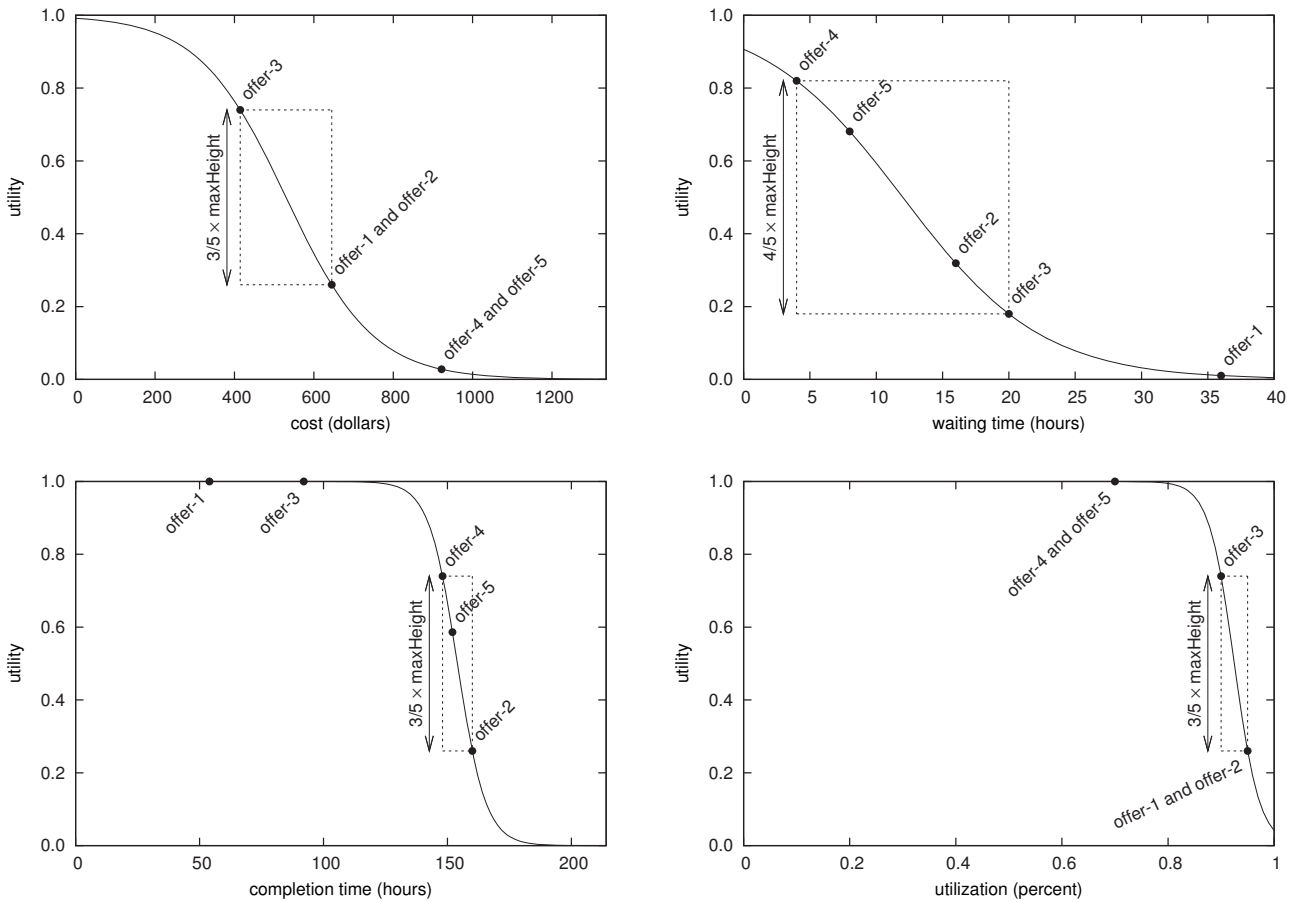 1.0
0.8
0.6
0.4
0.2
0.0
utility
offer-3
3/5 × maxHeight
offer-1 and offer-2
offer-4 and offer-5
0 200 400 600 800 1000 1200
cost (dollars)
1.0
0.8
0.6
0.4
0.2
0.0
utility
offer-4
offer-5
4/5 × maxHeight
offer-2
offer-3
offer-1
0 5 10 15 20 25 30 35 40
waiting time (hours)
1.0
0.8
0.6
0.4
0.2
0.0
utility
offer-1
offer-3
offer-4
offer-5
3/5 × maxHeight
offer-2
0 50 100 150 200
completion time (hours)
1.0
0.8
0.6
0.4
0.2
0.0
utility
offer-4 and offer-5
offer-3
3/5 × maxHeight
offer-1 and offer-2
0 0.2 0.4 0.6 0.8 1
utilization (percent)